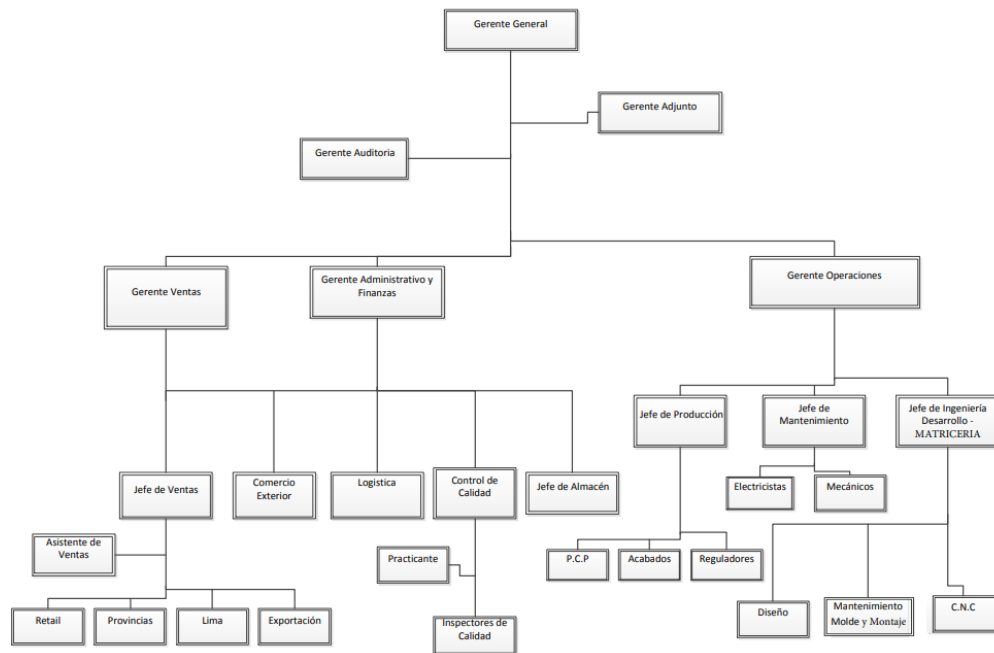 Gerente General
Gerente Adjunto
Gerente Auditoria
Gerente Ventas
Gerente Administrativo y
Finanzas
Gerente Operaciones
Jefe de Producción
Jefe de
Mantenimiento
Jefe de Ingeniería
Desarrollo -
MATRICERIA
Jefe de Ventas
Comercio
Exterior
Logistica
Control de
Calidad
Jefe de Almacén
Electricistas
Mecánicos
Asistente de
Ventas
Practicante
P.C.P
Acabados
Reguladores
Retail
Provincias
Lima
Exportación
Inspectores de
Calidad
Diseño
Mantenimiento
Molde y Montaje
C.N.C